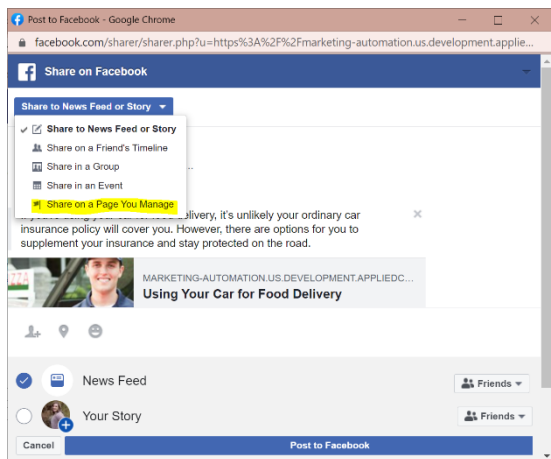 Post to Facebook - Google Chrome
facebook.com/sharer/sharer.php?u=https%3A%2F%2Fmarketing-automation.us.development.applie...
Share on Facebook
Share to News Feed or Story
Share to News Feed or Story
Share on a Friend's Timeline
Share in a Group
...
Share in an Event
Share on a Page You Manage
delivery, it's unlikely your ordinary car
insurance policy will cover you. However, there are options for you to
supplement your insurance and stay protected on the road.
MARKETING-AUTOMATION.US.DEVELOPMENT.APPLIEDC...
Using Your Car for Food Delivery
News Feed
Friends
Your Story
Friends
Cancel
Post to Facebook